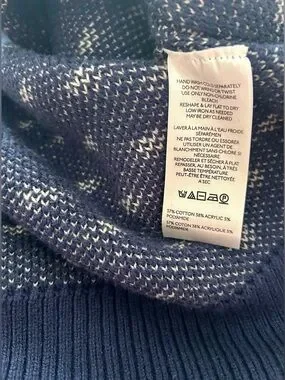 HAND WASH COLD SEPARATELY
DO NOT WRING OR TWIST
USE ONLY NON-CHLORINE
BLEACH
RESHAPE & LAY FLAT TO DRY
LOW IRON AS NEEDED
MAY BE DRY CLEANED
LAVER À LA MAIN À L'EAU FROIDE
SÉPARÉMENT
NE PAS TORDRE OU ESSORER
UTILISER UN AGENT DE
BLANCHIMENT SANS CHLORE SI
NÉCESSAIRE
REMODELER ET SÉCHER À PLAT
REPASSER, AU BESOIN, À TRÈS
BASSE TEMPÉRATURE
PEUT-ÊTRE ÊTRE NETTOYÉE
À SEC
57% COTTON 38% ACRYLIC 5%
POLYAMIDE
57% COTON 38% ACRYLIQUE 5%
POLYAMIDE